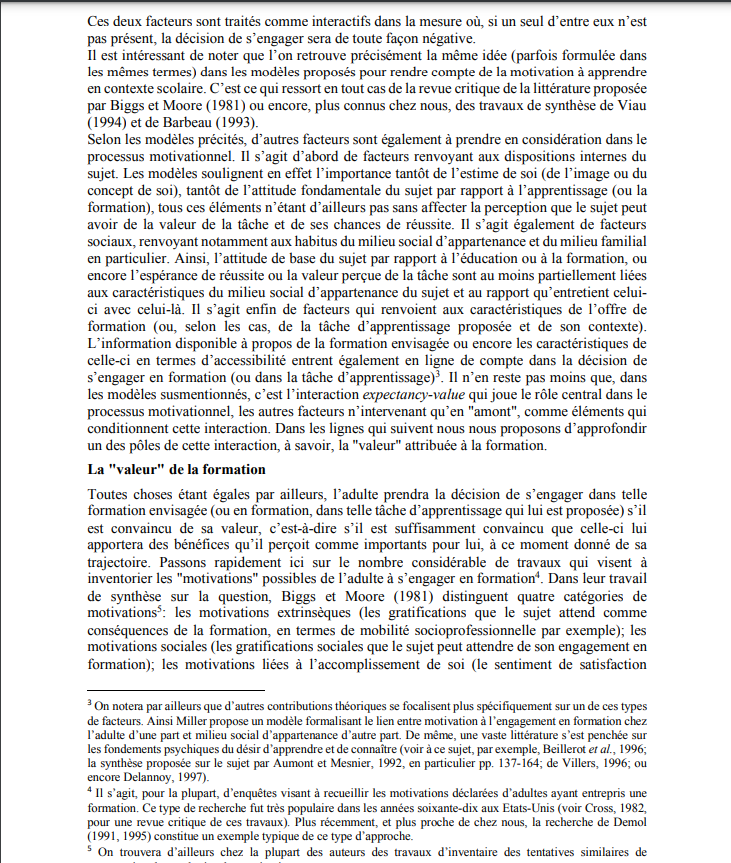 Ces deux facteurs sont traités comme interactifs dans la mesure où, si un seul d'entre eux n'est
pas présent, la décision de s'engager sera de toute façon négative.
Il est intéressant de noter que l'on retrouve précisément la même idée (parfois formulée dans
les mêmes termes) dans les modèles proposés pour rendre compte de la motivation à apprendre
en contexte scolaire. C'est ce qui ressort en tout cas de la revue critique de la littérature proposée
par Biggs et Moore (1981) ou encore, plus connus chez nous, des travaux de synthèse de Viau
(1994) et de Barbeau (1993).
Selon les modèles précités, d'autres facteurs sont également à prendre en considération dans le
processus motivationnel. Il s'agit d'abord de facteurs renvoyant aux dispositions internes du
sujet. Les modèles soulignent en effet l'importance tantôt de l'estime de soi (de l'image ou du
concept de soi), tantôt de l'attitude fondamentale du sujet par rapport à l'apprentissage (ou la
formation), tous ces éléments n'étant d'ailleurs pas sans affecter la perception que le sujet peut
avoir de la valeur de la tâche et de ses chances de réussite. Il s'agit également de facteurs
sociaux, renvoyant notamment aux habitus du milieu social d'appartenance et du milieu familial
en particulier. Ainsi, l'attitude de base du sujet par rapport à l'éducation ou à la formation, ou
encore l'espérance de réussite ou la valeur perçue de la tâche sont au moins partiellement liées
aux caractéristiques du milieu social d'appartenance du sujet et au rapport qu'entretient celui-
ci avec celui-là. Il s'agit enfin de facteurs qui renvoient aux caractéristiques de l'offre de
formation (ou, selon les cas, de la tâche d'apprentissage proposée et de son contexte).
L'information disponible à propos de la formation envisagée ou encore les caractéristiques de
celle-ci en termes d'accessibilité entrent également en ligne de compte dans la décision de
s'engager en formation (ou dans la tâche d'apprentissage)³. Il n'en reste pas moins que, dans
les modèles susmentionnés, c'est l'interaction expectancy-value qui joue le rôle central dans le
processus motivationnel, les autres facteurs n'intervenant qu'en "amont", comme éléments qui
conditionnent cette interaction. Dans les lignes qui suivent nous nous proposons d'approfondir
un des pôles de cette interaction, à savoir, la "valeur" attribuée à la formation.
La "valeur" de la formation
Toutes choses étant égales par ailleurs, l'adulte prendra la décision de s'engager dans telle
formation envisagée (ou en formation, dans telle tâche d'apprentissage qui lui est proposée) s'il
est convaincu de sa valeur, c'est-à-dire s'il est suffisamment convaincu que celle-ci lui
apportera des bénéfices qu'il perçoit comme importants pour lui, à ce moment donné de sa
trajectoire. Passons rapidement ici sur le nombre considérable de travaux qui visent à
inventorier les "motivations" possibles de l'adulte à s'engager en formation⁴. Dans leur travail
de synthèse sur la question, Biggs et Moore (1981) distinguent quatre catégories de
motivations⁵: les motivations extrinsèques (les gratifications que le sujet attend comme
conséquences de la formation, en termes de mobilité socioprofessionnelle par exemple); les
motivations sociales (les gratifications sociales que le sujet peut attendre de son engagement en
formation); les motivations liées à l'accomplissement de soi (le sentiment de satisfaction
³ On notera par ailleurs que d'autres contributions théoriques se focalisent plus spécifiquement sur un de ces types
de facteurs. Ainsi Miller propose un modèle formalisant le lien entre motivation à l'engagement en formation chez
l'adulte d'une part et milieu social d'appartenance d'autre part. De même, une vaste littérature s'est penchée sur
les fondements psychiques du désir d'apprendre et de connaître (voir à ce sujet, par exemple, Beillerot et al., 1996;
la synthèse proposée sur le sujet par Aumont et Mesnier, 1992, en particulier pp. 137-164; de Villers, 1996; ou
encore Delannoy, 1997).
⁴ Il s'agit, pour la plupart, d'enquêtes visant à recueillir les motivations déclarées d'adultes ayant entrepris une
formation. Ce type de recherche fut très populaire dans les années soixante-dix aux Etats-Unis (voir Cross, 1982,
pour une revue critique de ces travaux). Plus récemment, et plus proche de chez nous, la recherche de Demol
(1991, 1995) constitue un exemple typique de ce type d'approche.
⁵ On trouvera d'ailleurs chez la plupart des auteurs des travaux d'inventaire des tentatives similaires de